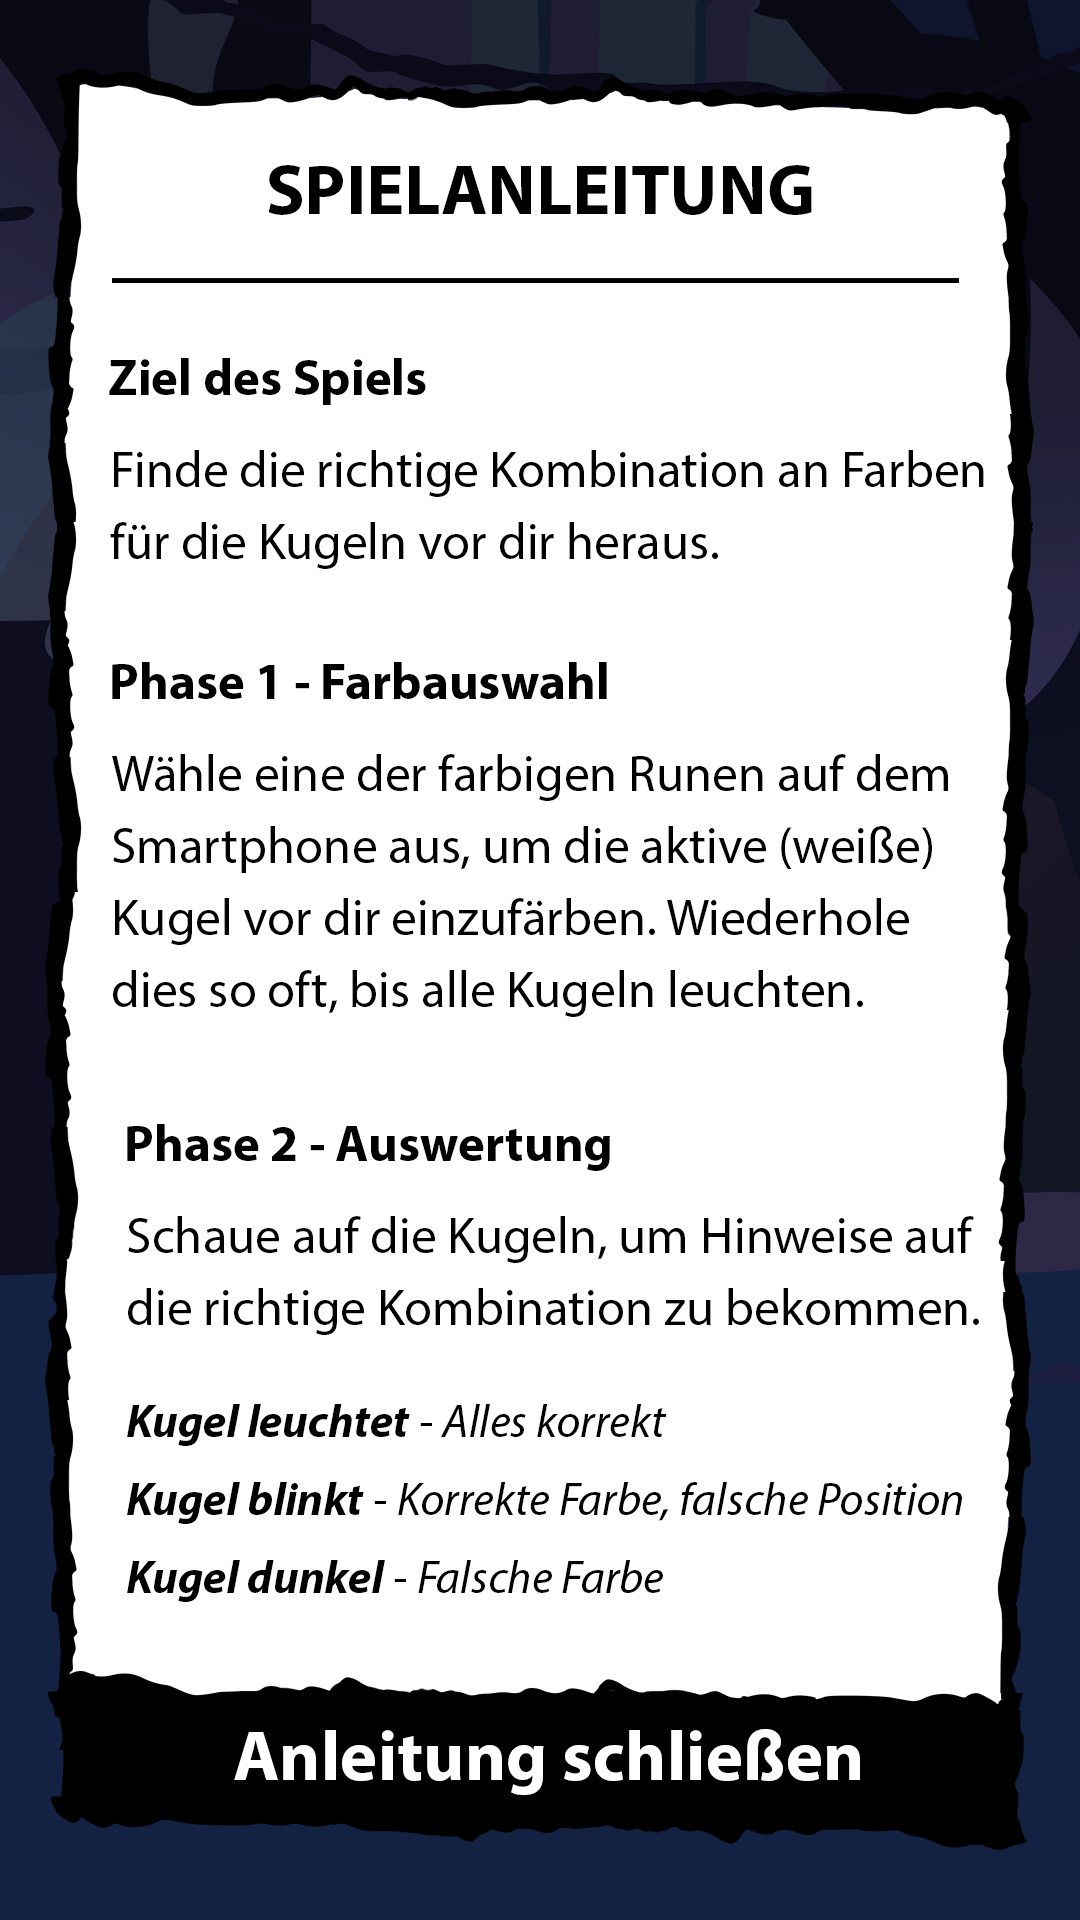 SPIELANLEITUNG
Ziel des Spiels
Finde die richtige Kombination an Farben
für die Kugeln vor dir heraus.
Phase 1 - Farbauswahl
Wähle eine der farbigen Runen auf dem
Smartphone aus, um die aktive (weiße)
Kugel vor dir einzufärben. Wiederhole
dies so oft, bis alle Kugeln leuchten.
Phase 2 - Auswertung
Schaue auf die Kugeln, um Hinweise auf
die richtige Kombination zu bekommen.
Kugel leuchtet - Alles korrekt
Kugel blinkt - Korrekte Farbe, falsche Position
Kugel dunkel - Falsche Farbe
Anleitung schließen